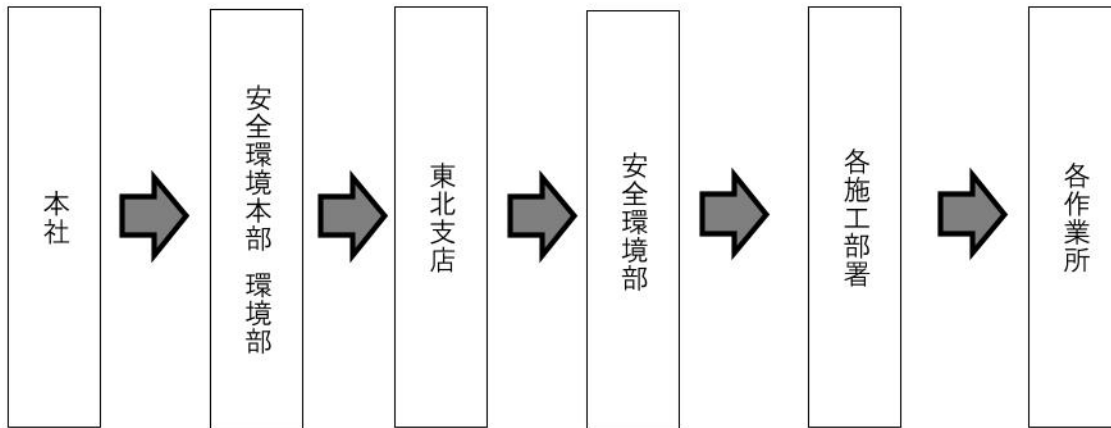 本社
安全環境本部 環境部
東北支店
安全環境部
各施工部署
各作業所